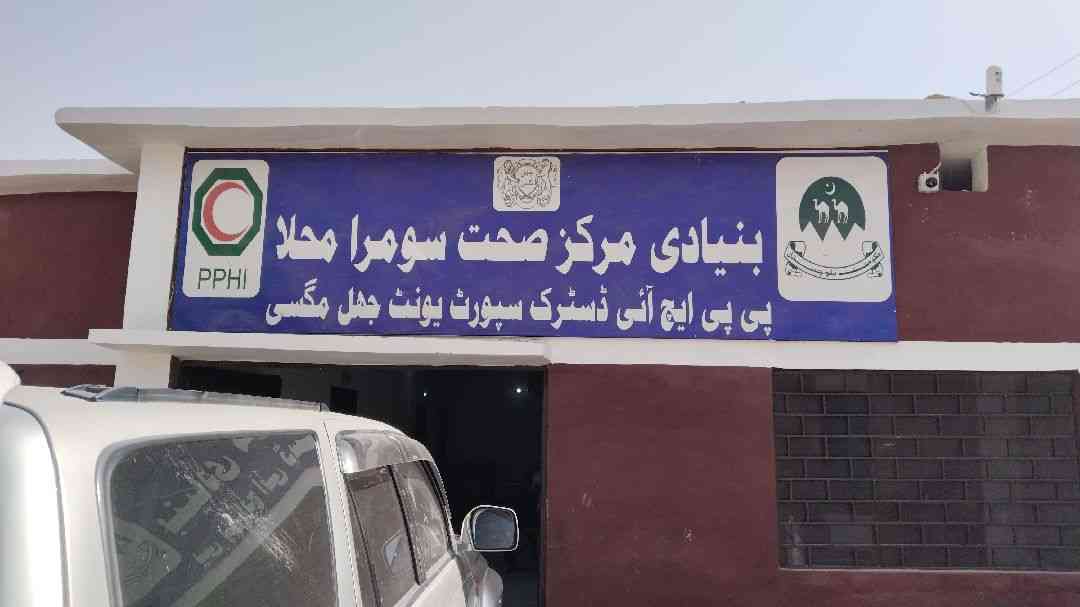 بنیادی مرکز صحت سومرا محلا
پی پی ایچ آئی ڈسٹرک سپورٹ یونٹ جھل مگسی
PPHI